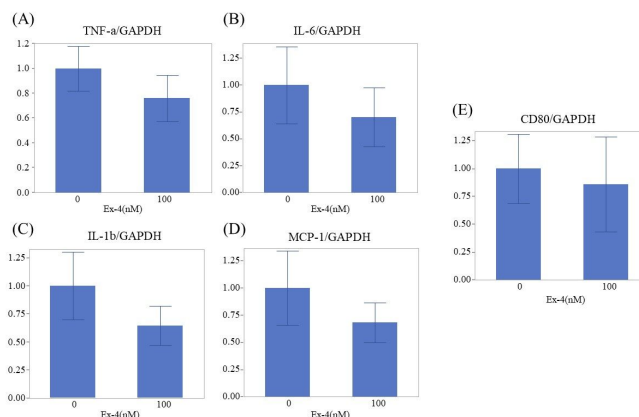 (A)
TNF-a/GAPDH
1.2
1.0
0.8
0.6
0.4
0.2
0.0
0
100
Ex-4(nM)
(B)
IL-6/GAPDH
1.25
1.00
0.75
0.50
0.25
0.00
0
100
Ex-4(nM)
(C)
IL-1b/GAPDH
1.25
1.00
0.75
0.50
0.25
0.00
0
100
Ex-4(nM)
(D)
MCP-1/GAPDH
1.25
1.00
0.75
0.50
0.25
0.00
0
100
Ex-4(nM)
(E)
CD80/GAPDH
1.25
1.00
0.75
0.50
0.25
0.00
0
100
Ex-4(nM)